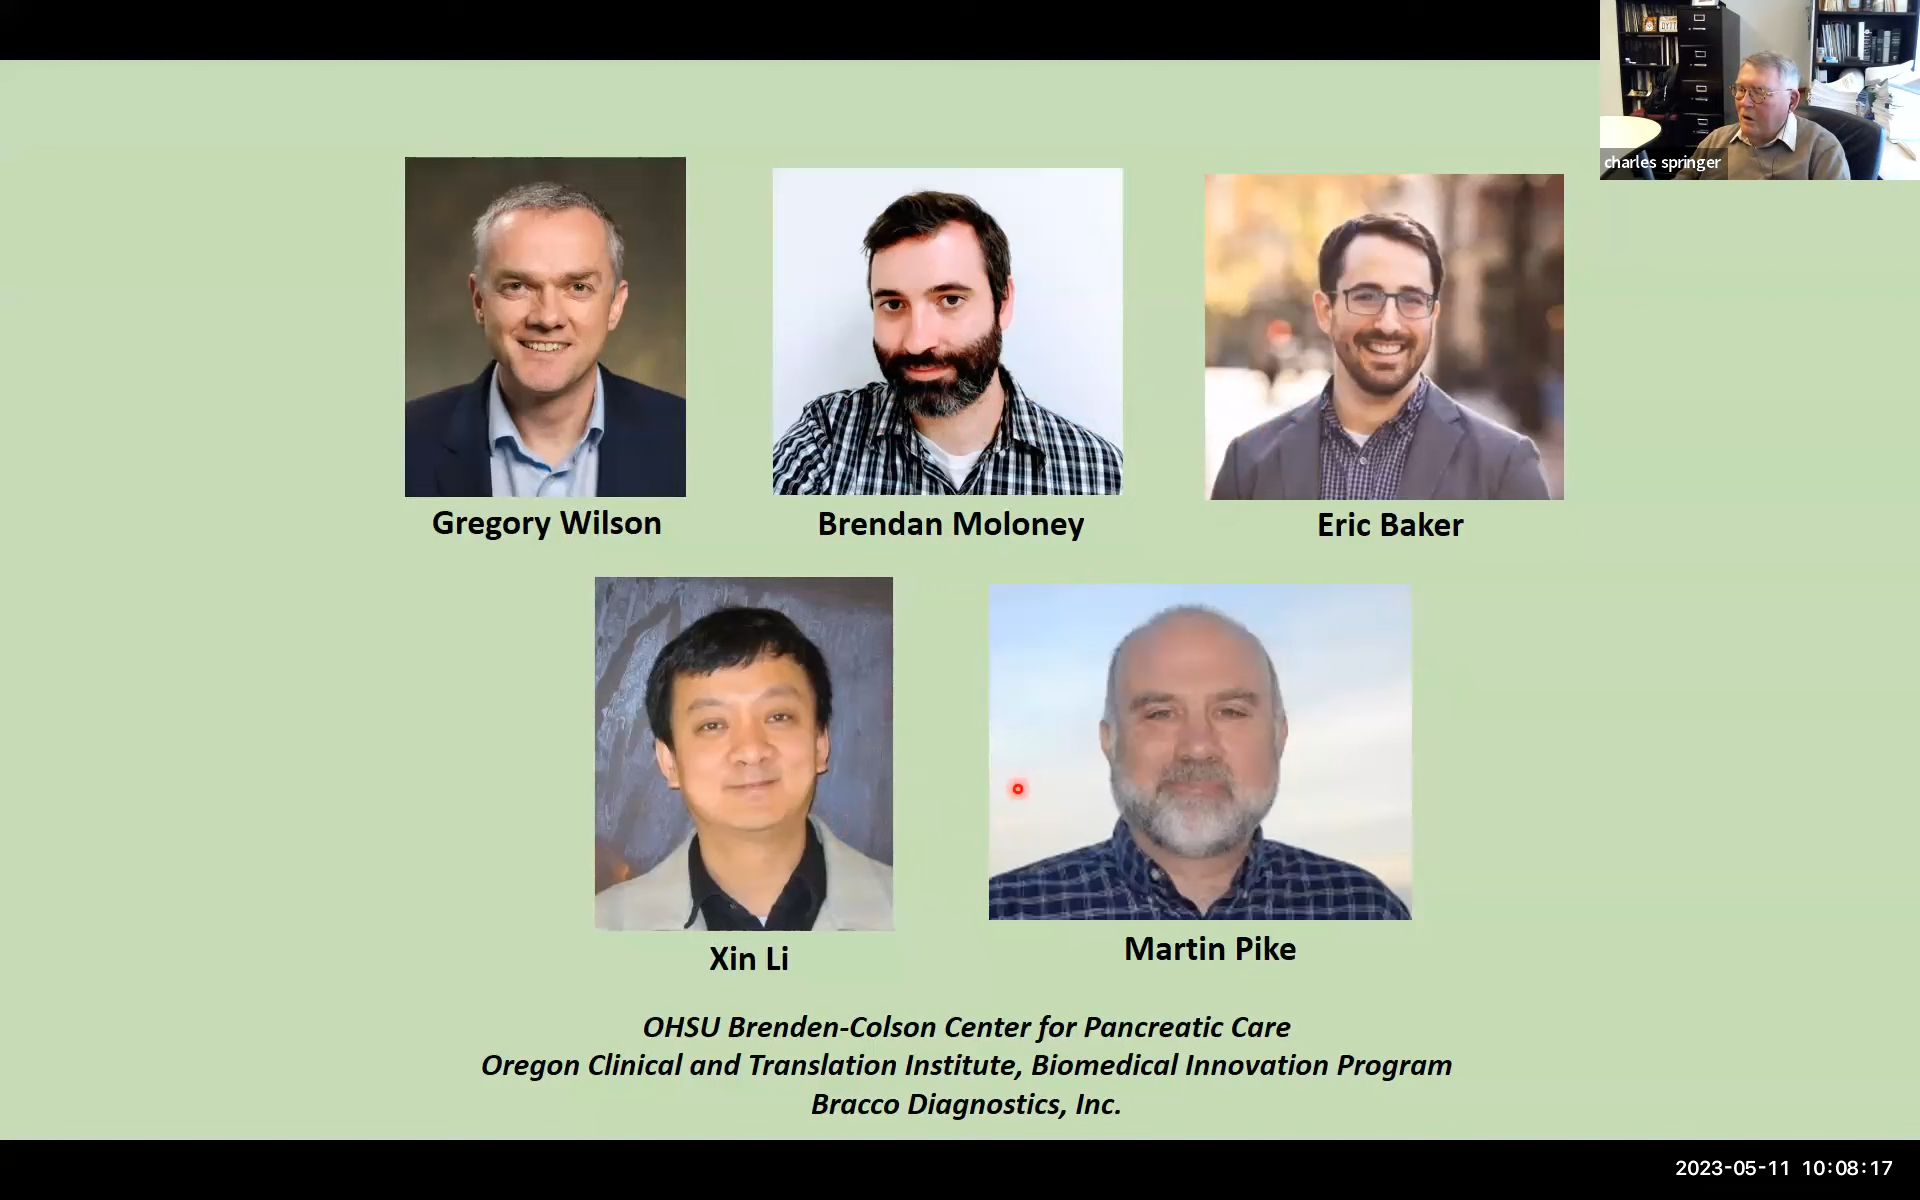 charles springer
Gregory Wilson
Brendan Moloney
Eric Baker
Xin Li
Martin Pike
OHSU Brenden-Colson Center for Pancreatic Care
Oregon Clinical and Translation Institute, Biomedical Innovation Program
Bracco Diagnostics, Inc.
2023-05-11 10:08:17